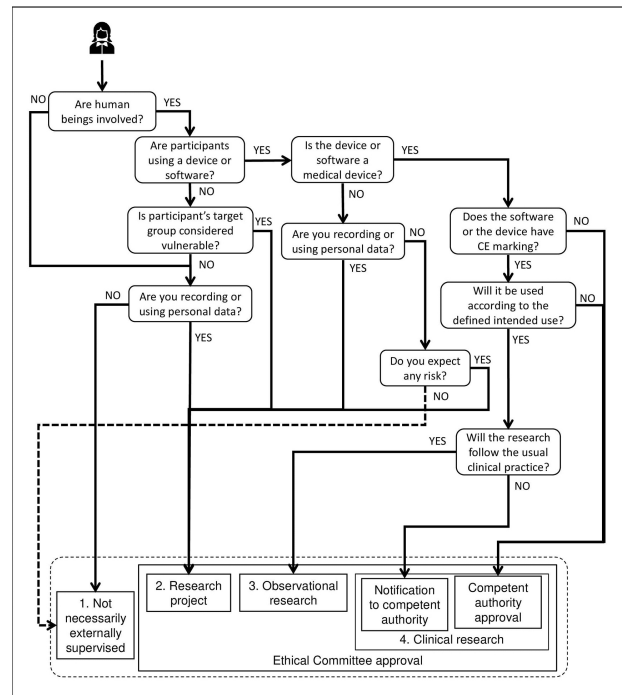 NO
Are human
beings involved?
YES
Are participants
using a device or
software?
YES
Is the device or
software a
medical device?
YES
NO
NO
Is participant's target
group considered
vulnerable?
YES
Are you recording or
using personal data?
NO
Does the software
or the device have
CE marking?
NO
NO
YES
YES
NO
Are you recording or
using personal data?
Will it be used
according to the
defined intended use?
NO
YES
YES
Do you expect
any risk?
YES
NO
YES
Will the research
follow the usual
clinical practice?
NO
1. Not
necessarily
externally
supervised
2. Research
project
3. Observational
research
Notification
to competent
authority
Competent
authority
approval
4. Clinical research
Ethical Committee approval